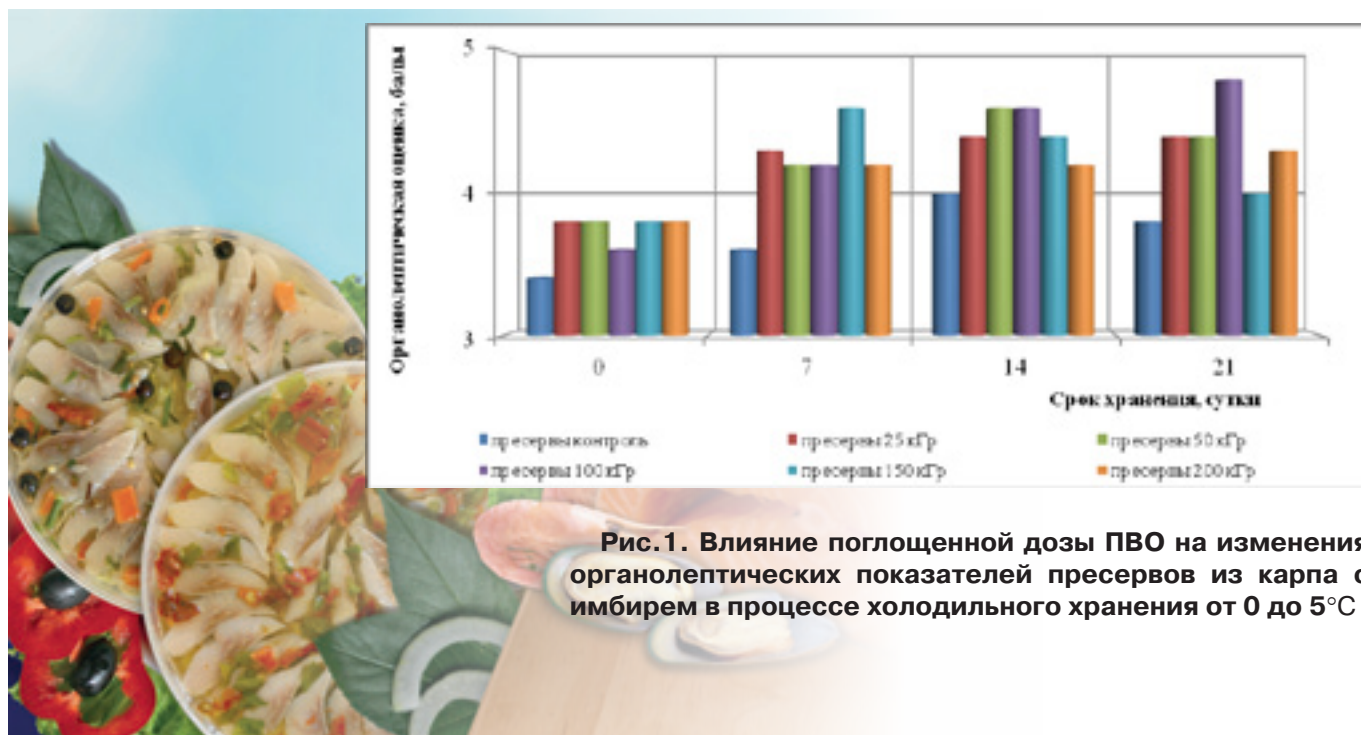 5
4
3
Органолептическая оценка, баллы
0 7 14 21
Срок хранения, сутки
пресервы контроль пресервы 25 кГр пресервы 50 кГр
пресервы 100 кГр пресервы 150 кГр пресервы 200 кГр
Рис.1. Влияние поглощенной дозы ПВО на изменения
органолептических показателей пресервов из карпа с
имбирем в процессе холодильного хранения от 0 до 5°С